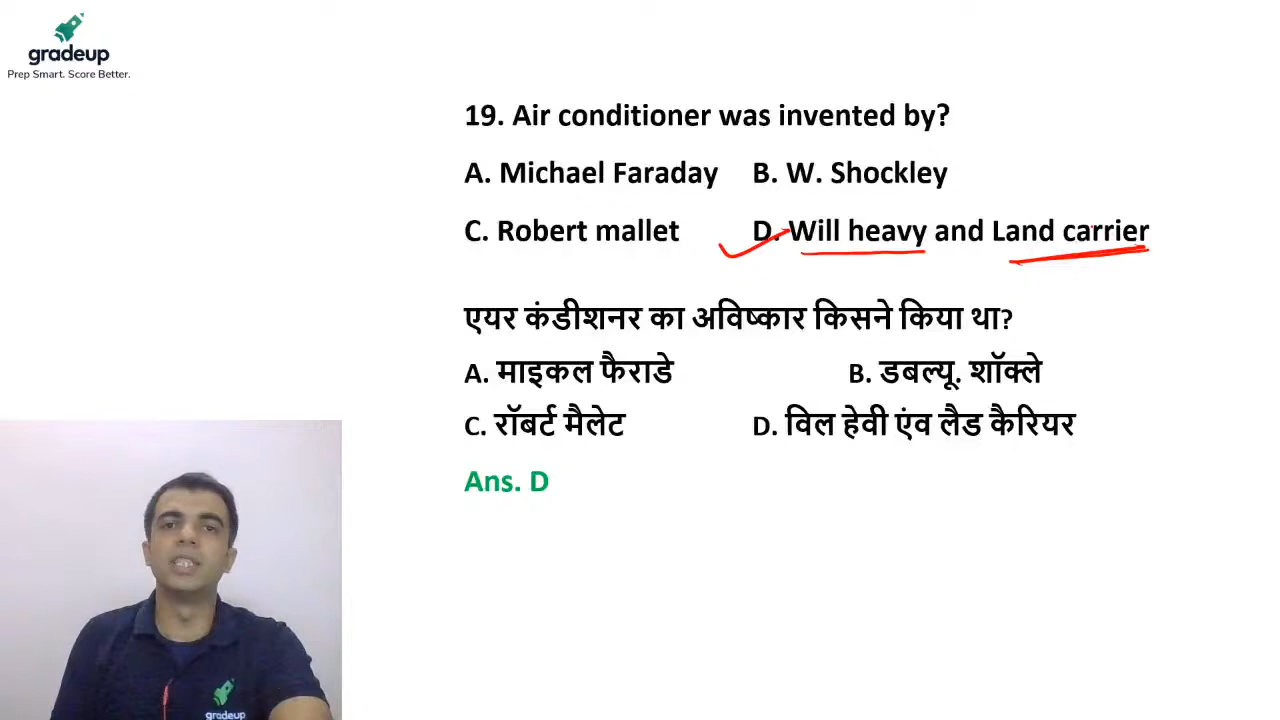 gradeup
Prep Smart. Score Better.
19. Air conditioner was invented by?
A. Michael Faraday B. W. Shockley
C. Robert mallet D. Will heavy and Land carrier
एयर कंडीशनर का अविष्कार किसने किया था?
A. माइकल फैराडे B. डबल्यू. शॉक्ले
C. रॉबर्ट मैलेट D. विल हेवी एंव लैड कैरियर
Ans. D
gradeup